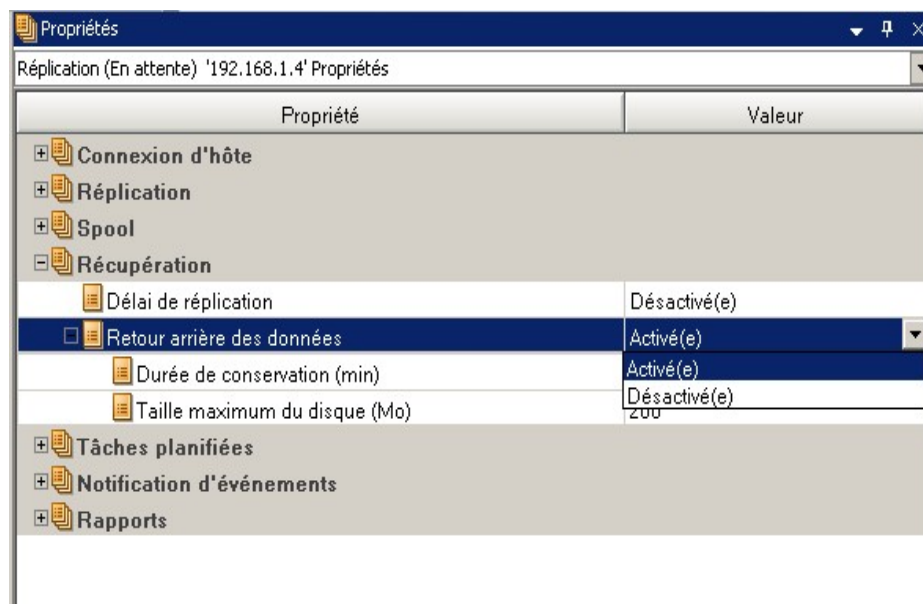 Propriétés
Réplication (En attente) '192.168.1.4' Propriétés
Propriété Valeur
Connexion d'hôte
Réplication
Spool
Récupération
Délai de réplication Désactivé(e)
Retour arrière des données Activé(e)
Durée de conservation (min) Activé(e)
Désactivé(e)
Taille maximum du disque (Mo) 200
Tâches planifiées
Notification d'événements
Rapports